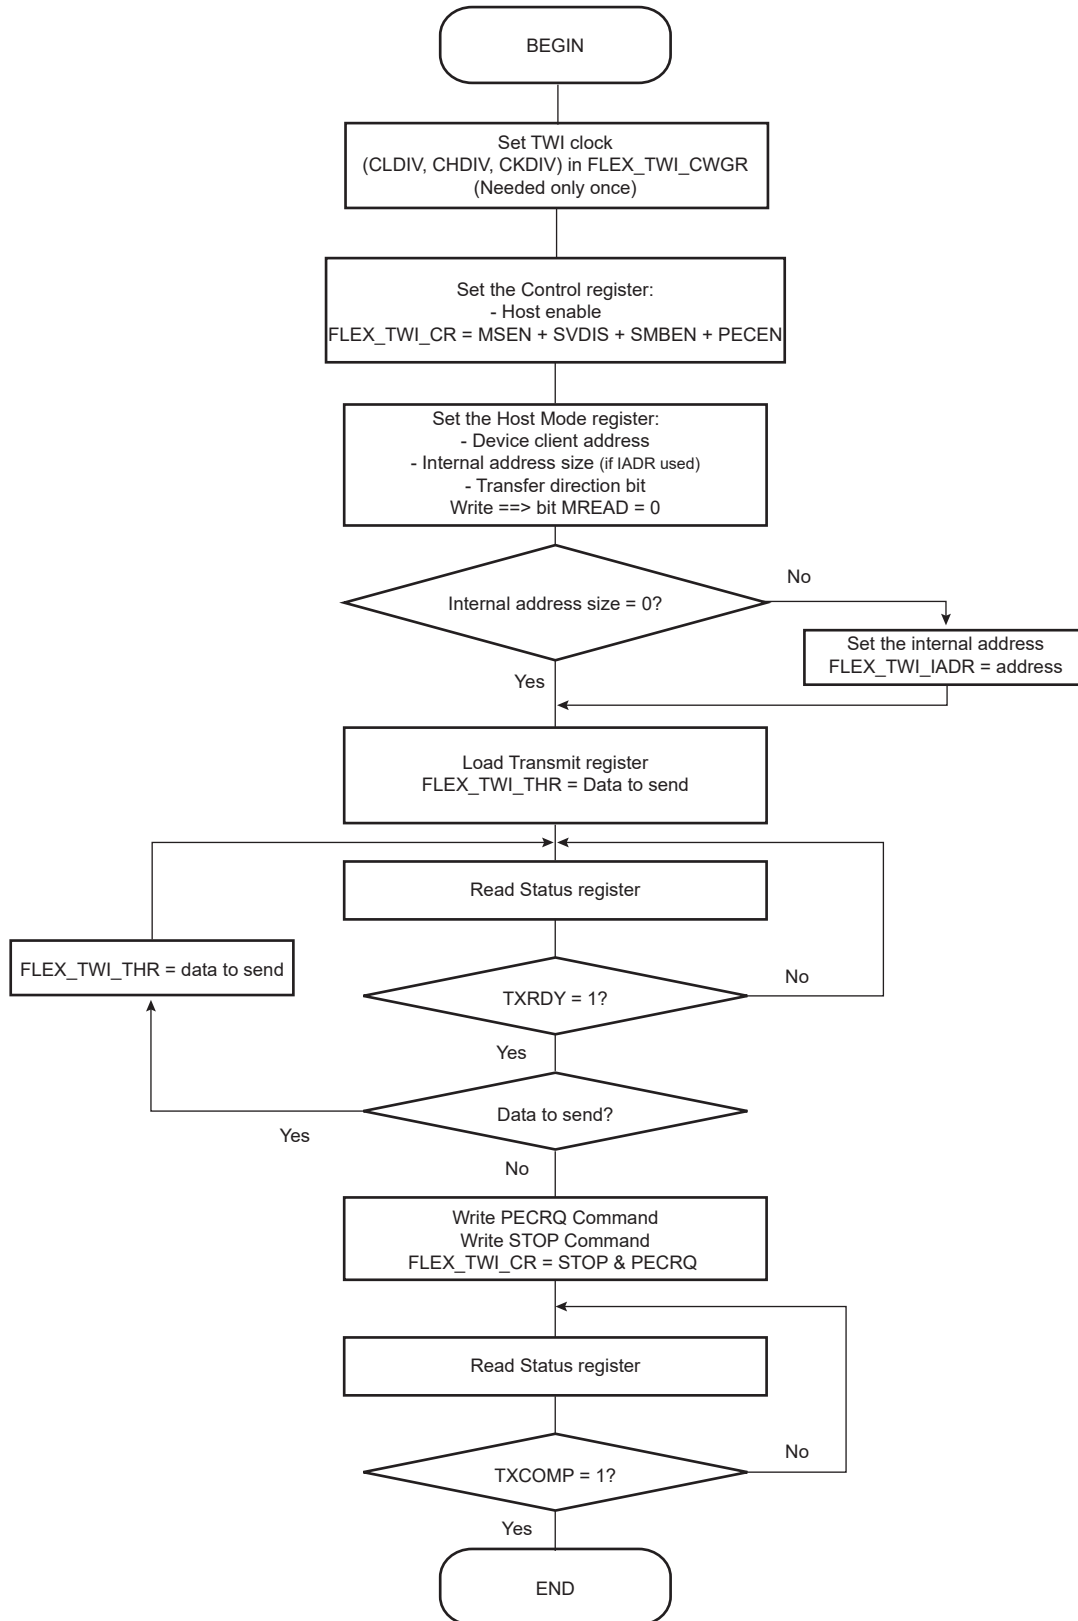 BEGIN
Set TWI clock
(CLDIV, CHDIV, CKDIV) in FLEX_TWI_CWGR
(Needed only once)
Set the Control register:
- Host enable
FLEX_TWI_CR = MSEN + SVDIS + SMBEN + PECEN
Set the Host Mode register:
- Device client address
- Internal address size (if IADR used)
- Transfer direction bit
Write ==> bit MREAD = 0
No
Internal address size = 0?
Set the internal address
FLEX_TWI_IADR = address
Yes
Load Transmit register
FLEX_TWI_THR = Data to send
Read Status register
FLEX_TWI_THR = data to send
No
TXRDY = 1?
Yes
Data to send?
Yes
No
Write PECRQ Command
Write STOP Command
FLEX_TWI_CR = STOP & PECRQ
Read Status register
No
TXCOMP = 1?
Yes
END